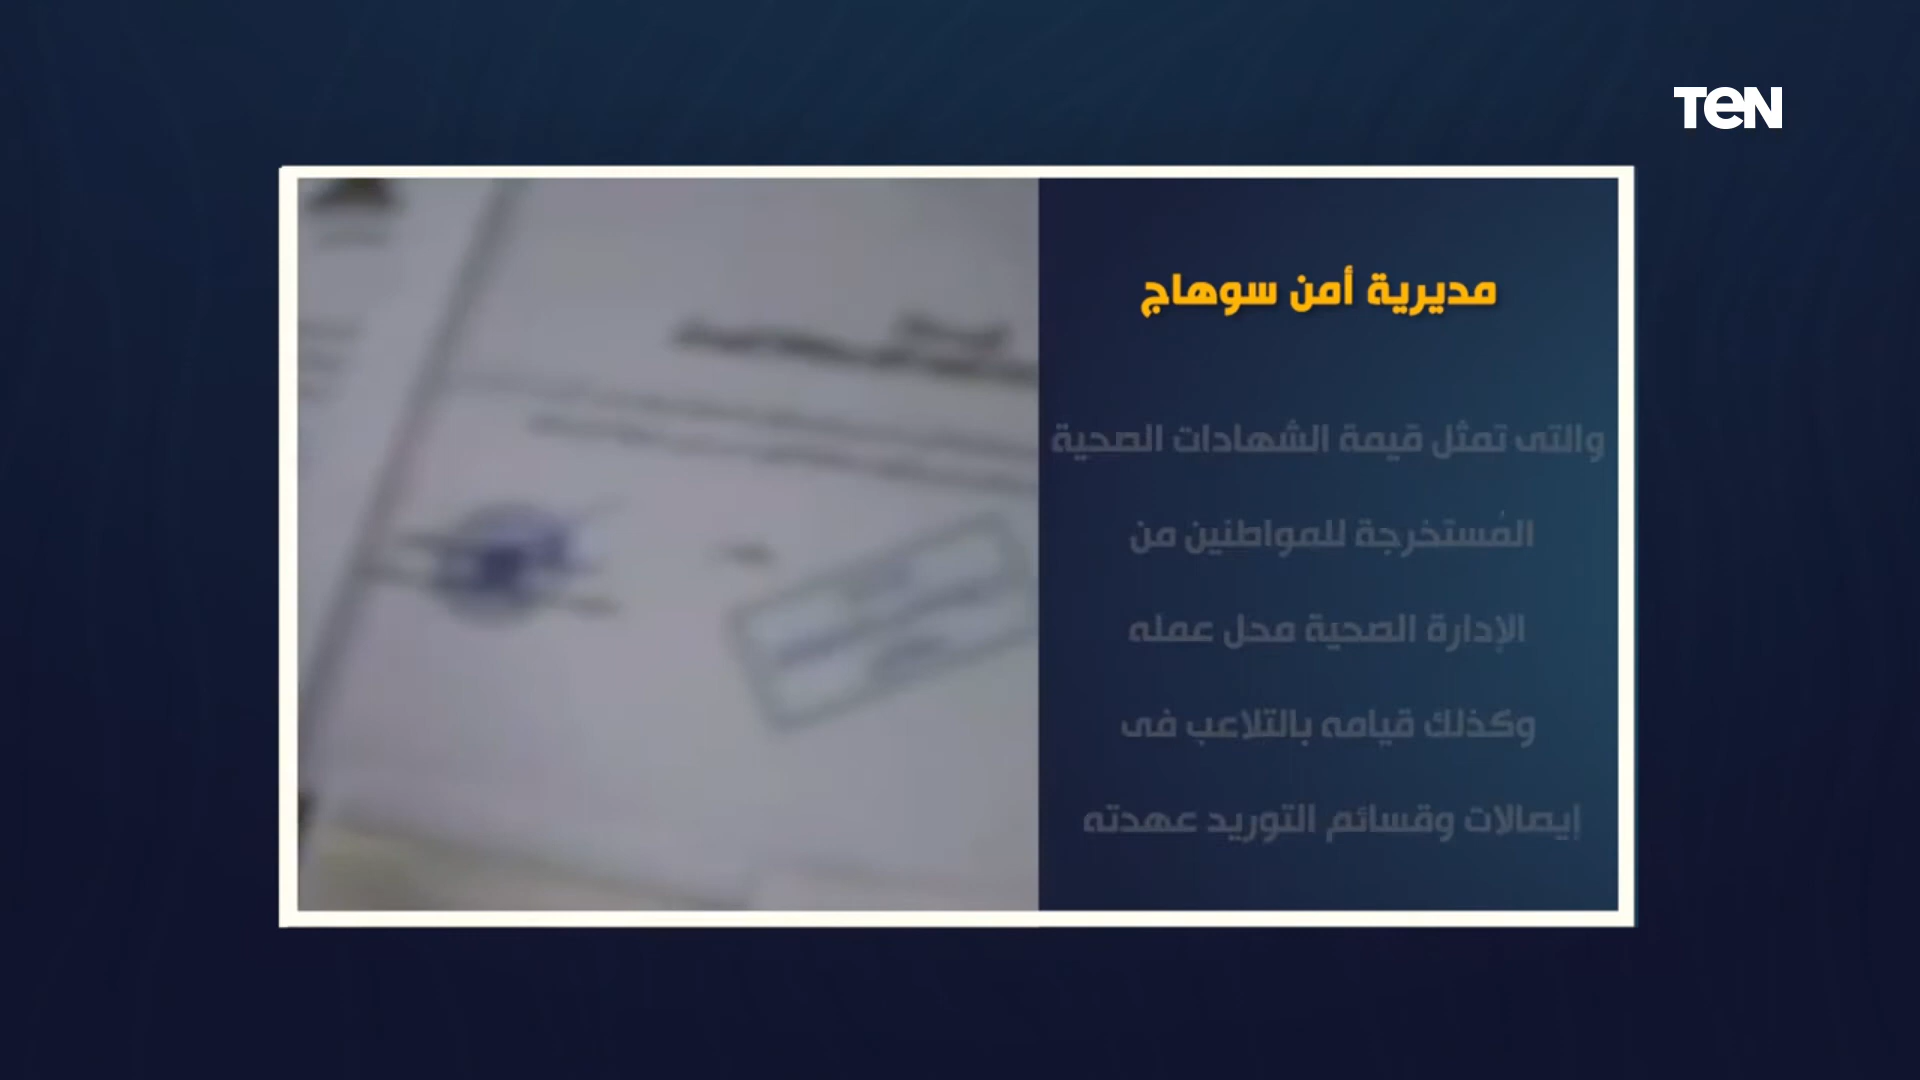 TEN
مديرية أمن سوهاج
والتى تمثل قيمة الشهادات الصحية
المُستخرجة للمواطنين من
الإدارة الصحية محل عمله
وكذلك قيامه بالتلاعب فى
إيصالات وقسائم التوريد عهدته